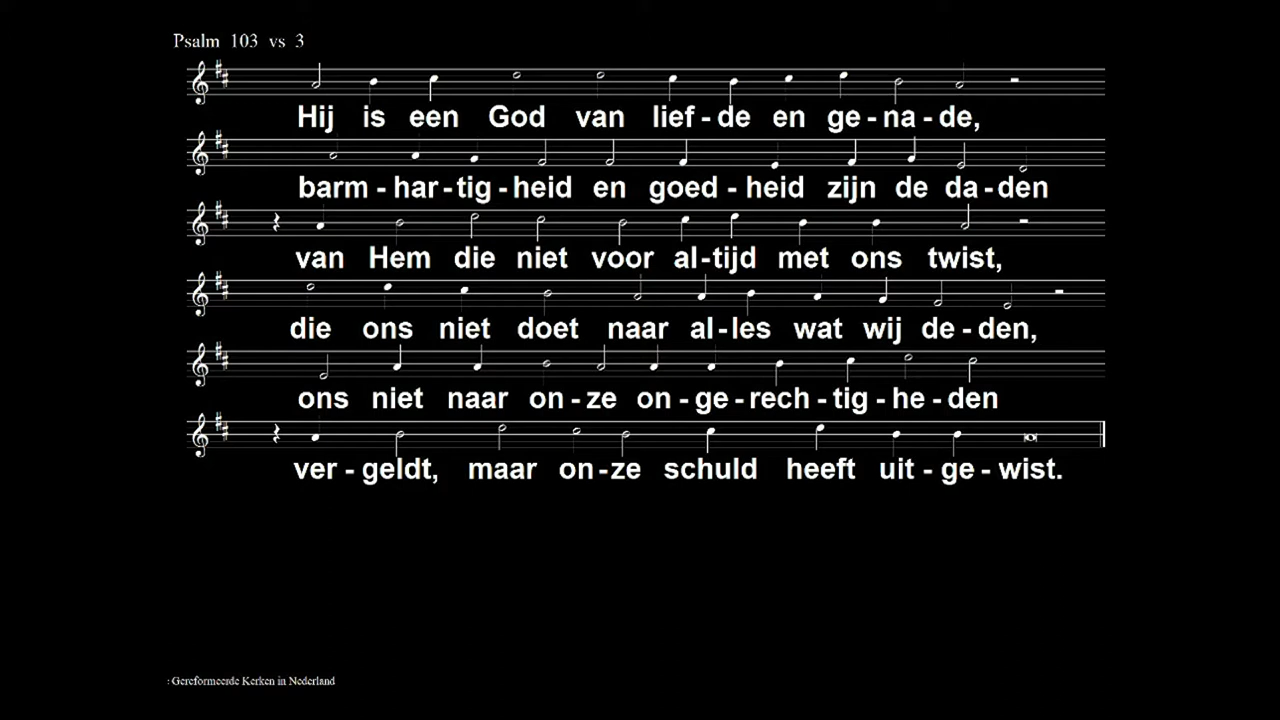 Psalm 103 vs 3
Hij is een God van lief-de en ge-na-de,
barm-har-tig-heid en goed-heid zijn de da-den
van Hem die niet voor al-tijd met ons twist,
die ons niet doet naar al-les wat wij de-den,
ons niet naar on-ze on-ge-rech-tig-he-den
ver-geldt, maar on-ze schuld heeft uit-ge-wist.
: Gereformeerde Kerken in Nederland